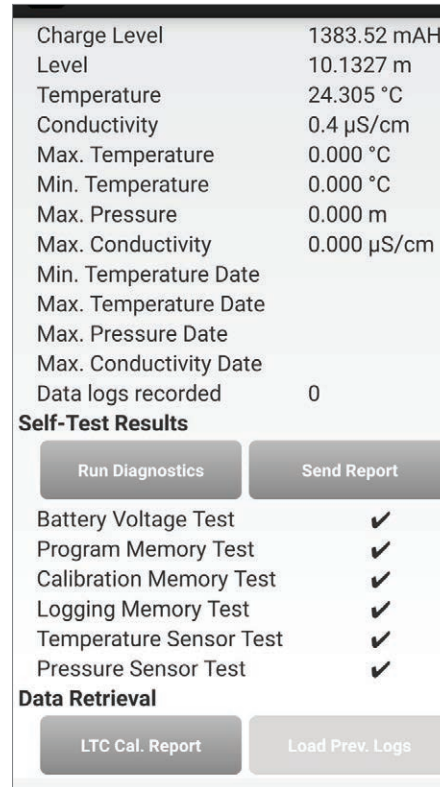 Charge Level 1383.52 mAH
Level 10.1327 m
Temperature 24.305 °C
Conductivity 0.4 µS/cm
Max. Temperature 0.000 °C
Min. Temperature 0.000 °C
Max. Pressure 0.000 m
Max. Conductivity 0.000 µS/cm
Min. Temperature Date
Max. Temperature Date
Max. Pressure Date
Max. Conductivity Date
Data logs recorded 0
Self-Test Results
Run Diagnostics Send Report
Battery Voltage Test ✔
Program Memory Test ✔
Calibration Memory Test ✔
Logging Memory Test ✔
Temperature Sensor Test ✔
Pressure Sensor Test ✔
Data Retrieval
LTC Cal. Report Load Prev. Logs